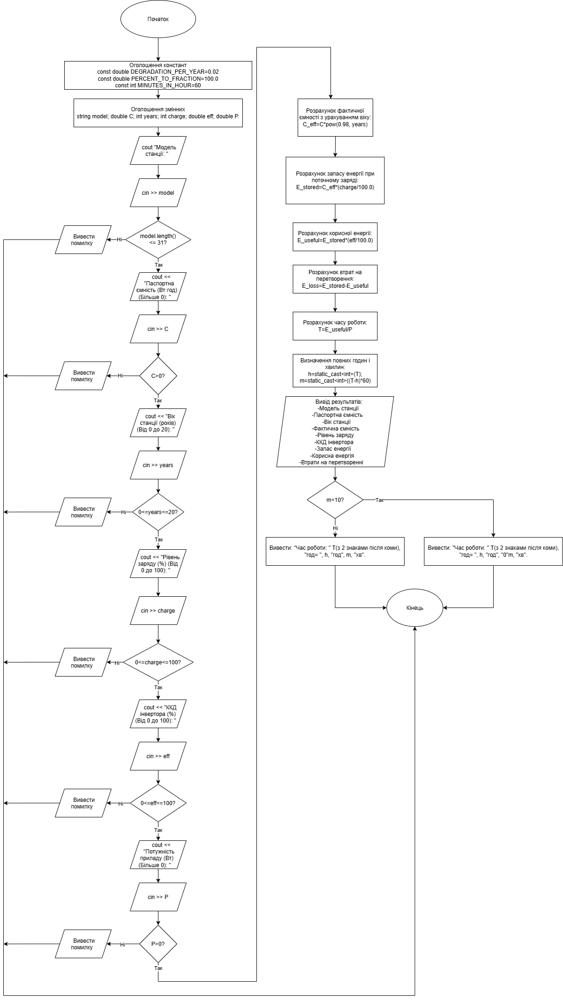 Початок
Оголошення констант
const double DEGRADATION_PER_YEAR=0.02
const double PERCENT_TO_FRACTION=100.0
const int MINUTES_IN_HOUR=60
Оголошення змінних
string model; double C; int years; int charge; double eff; double P.
cout "Модель
станції: "
cin >> model
model.length()
<= 31?
Ні
Вивести
помилку
Так
cout <<
"Паспортна
ємність (Вт·год)
(Більше 0): "
cin >> C
C>0?
Ні
Вивести
помилку
Так
cout << "Вік
станції (років)
(Від 0 до 20): "
cin >> years
0<=years<=20?
Ні
Вивести
помилку
Так
cout << "Рівень
заряду (%) (Від
0 до 100): "
cin >> charge
0<=charge<=100?
Ні
Вивести
помилку
Так
cout << "ККД
інвертора (%)
(Від 0 до 100): "
cin >> eff
0<=eff<=100?
Ні
Вивести
помилку
Так
cout <<
"Потужність
приладу (Вт)
(Більше 0): "
cin >> P
P>0?
Ні
Вивести
помилку
Так
Розрахунок фактичної
ємності з урахуванням віку:
C_eff=C*pow(0.98, years)
Розрахунок запасу енергії при
поточному заряді:
E_stored=C_eff*(charge/100.0)
Розрахунок корисної енергії:
E_useful=E_stored*(eff/100.0)
Розрахунок втрат на
перетворення:
E_loss=E_stored-E_useful
Розрахунок часу роботи:
T=E_useful/P
Визначення повних годин і
хвилин:
h=static_cast<int>(T);
m=static_cast<int>((T-h)*60)
Вивід результатів:
-Модель станції
-Паспортна ємність
-Вік станції
-Фактична ємність
-Рівень заряду
-ККД інвертора
-Запас енергії
-Корисна енергія
-Втрати на перетворенні
m<10?
Так
Ні
Вивести: "Час роботи: " T(з 2 знаками після коми),
"год= ", h, "год", m, "хв".
Вивести: "Час роботи: " T(з 2 знаками після коми),
"год= ", h, "год", "0"m, "хв".
Кінець